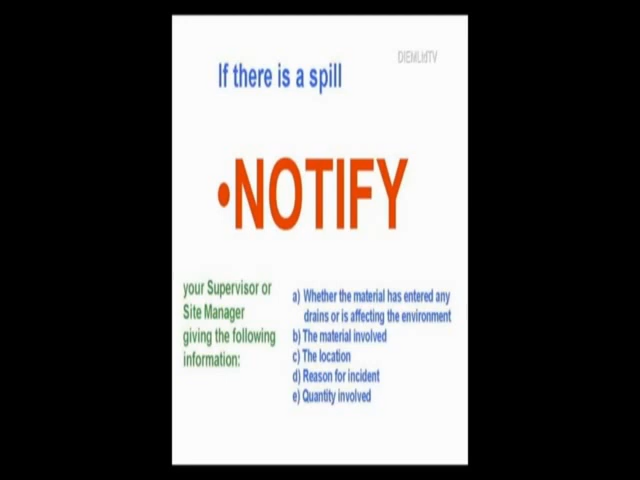 DIEMLtdTV
If there is a spill
•NOTIFY
your Supervisor or
Site Manager
giving the following
information:
a) Whether the material has entered any
drains or is affecting the environment
b) The material involved
c) The location
d) Reason for incident
e) Quantity involved